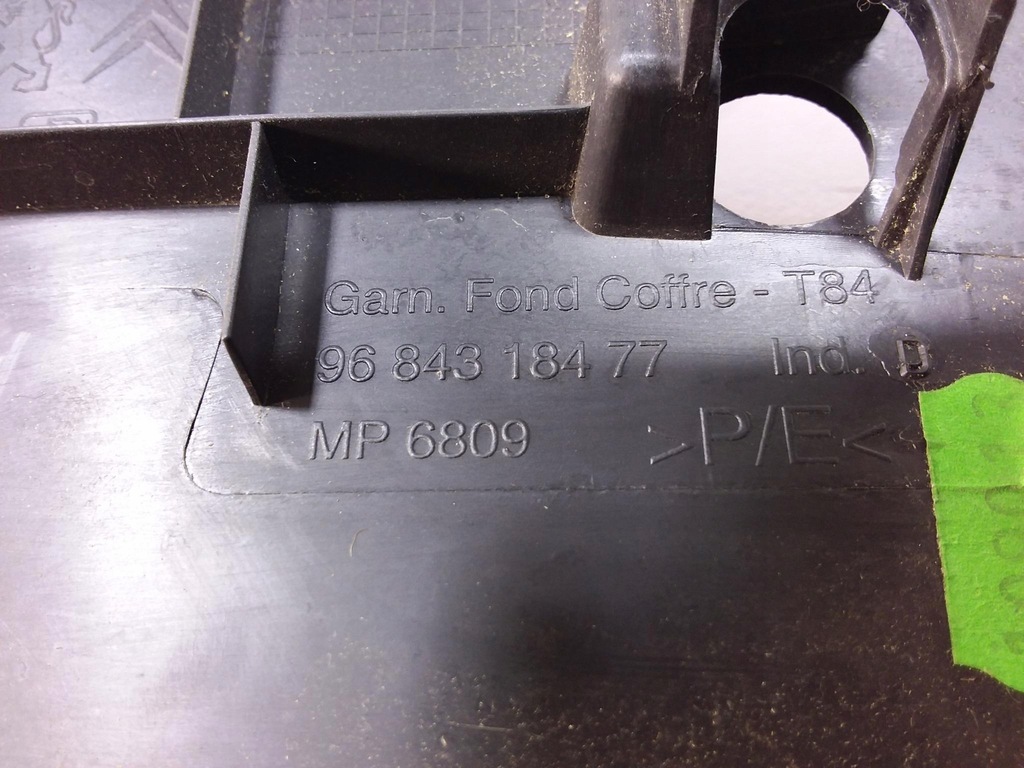 Garn. Fond Coffre - T84
96 843 184 77 Ind. D
MP 6809 >P/E<